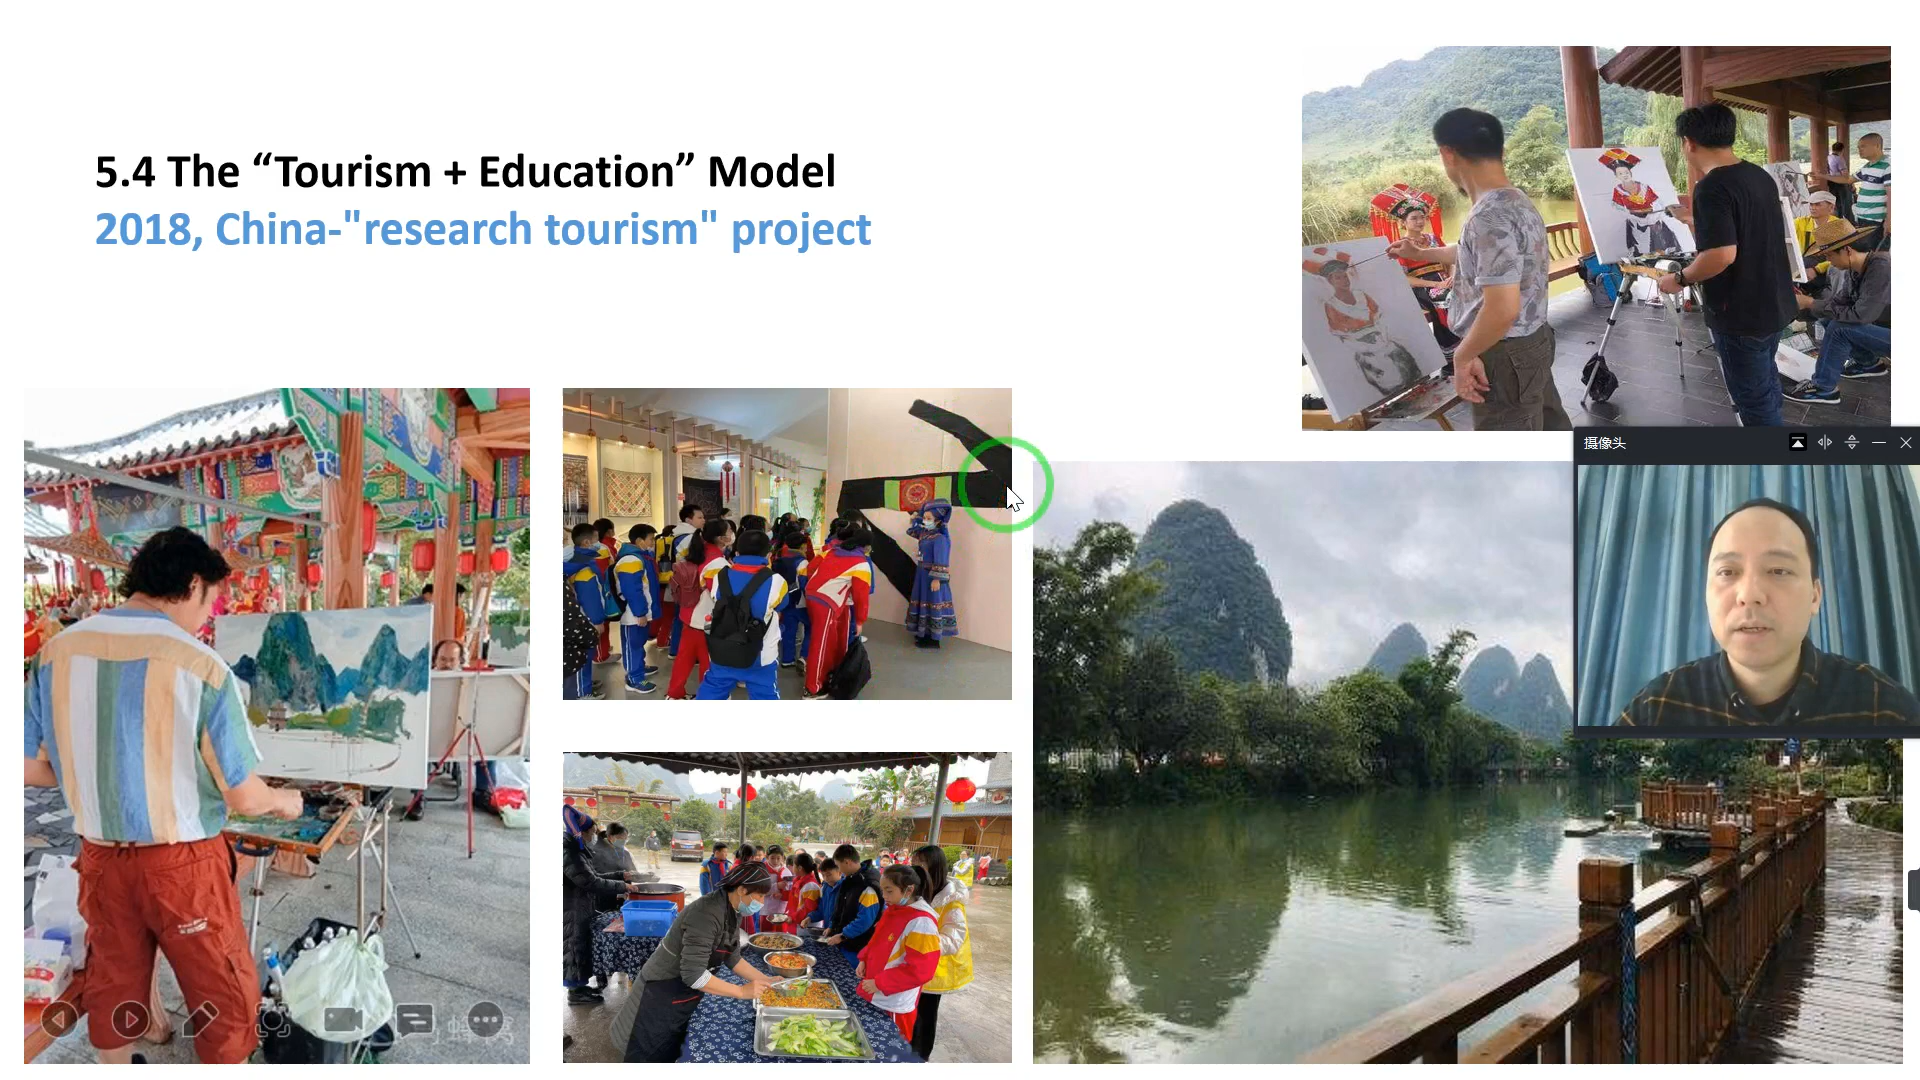 5.4 The “Tourism + Education” Model
2018, China-"research tourism" project
摄像头